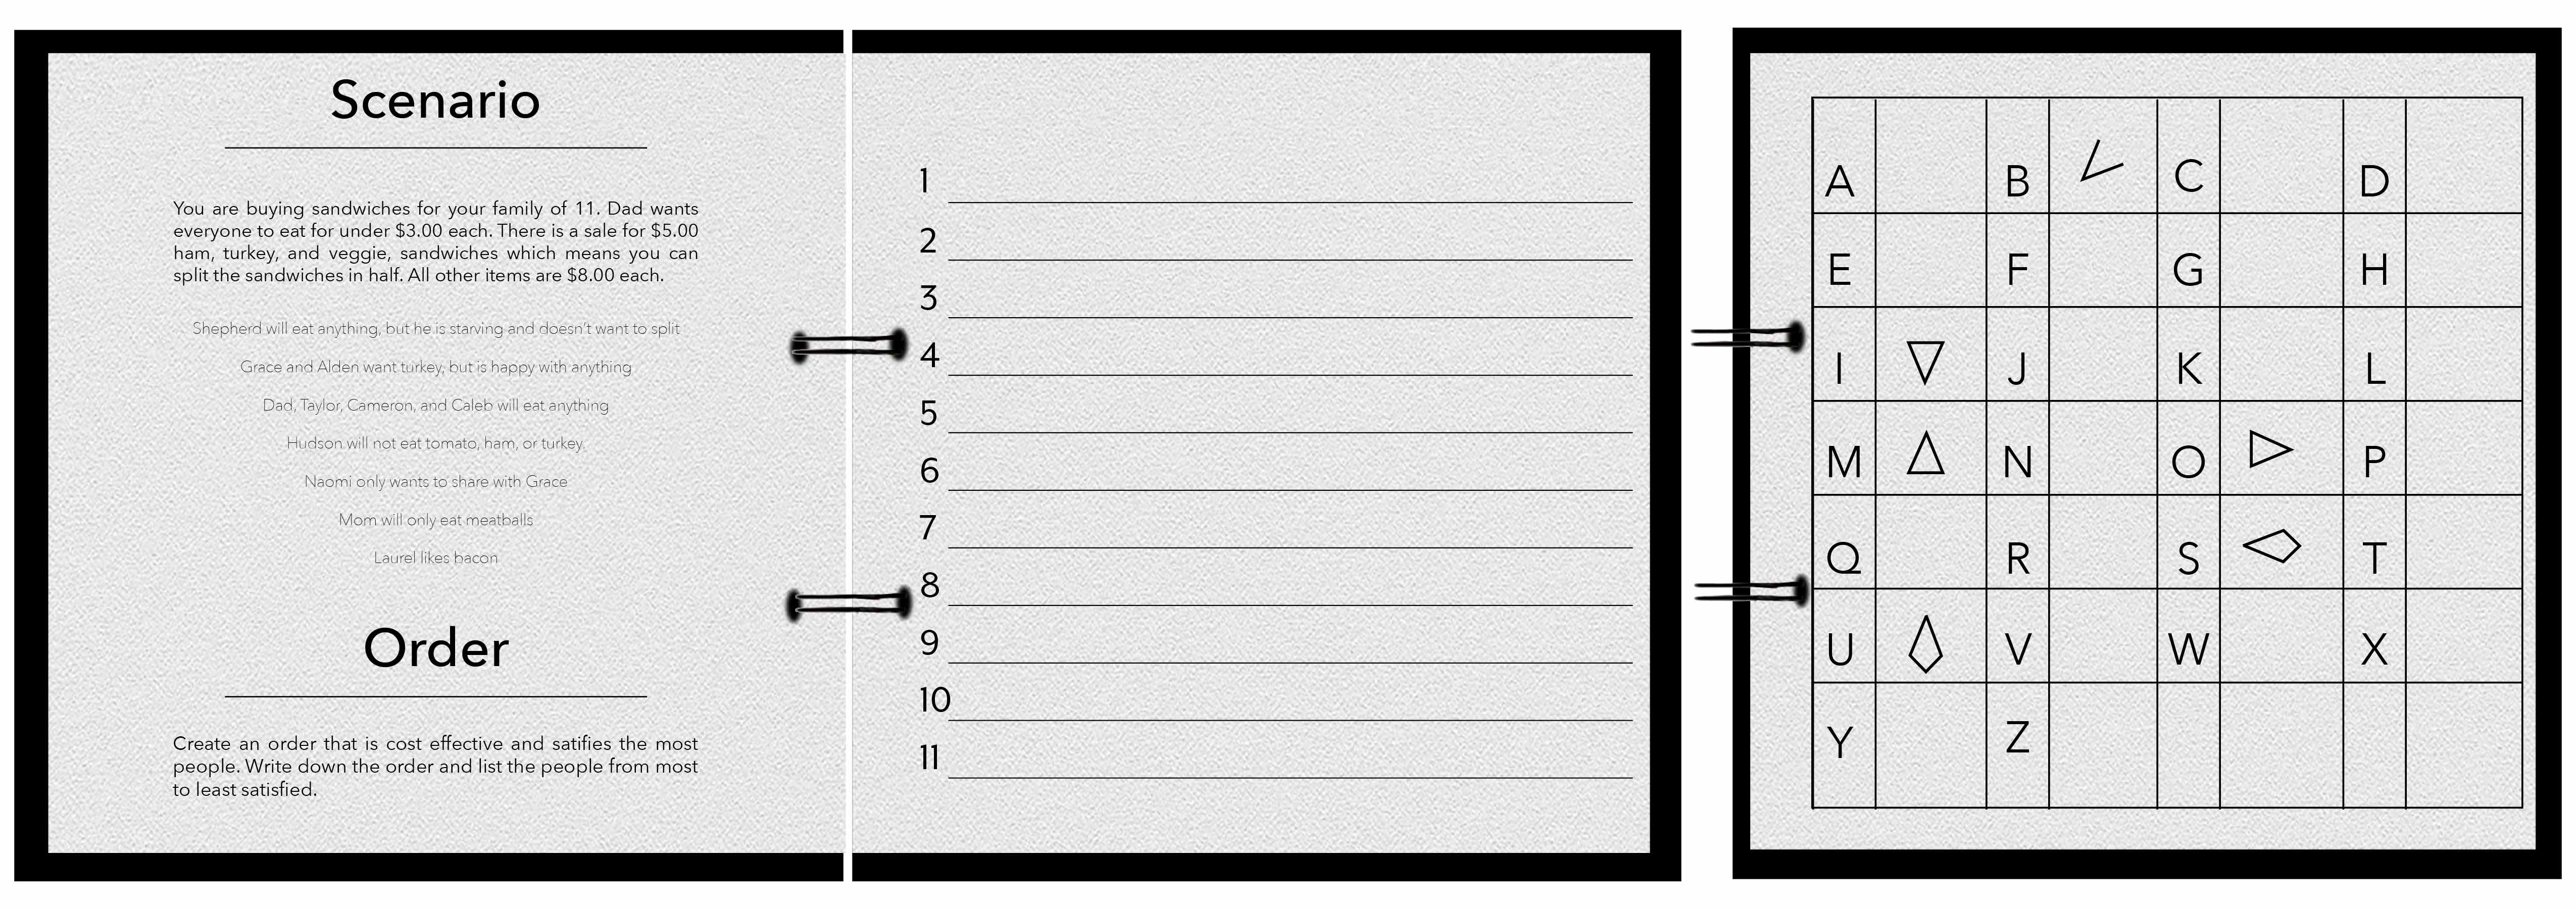 Scenario
You are buying sandwiches for your family of 11. Dad wants
everyone to eat for under $3.00 each. There is a sale for $5.00
ham, turkey, and veggie, sandwiches which means you can
split the sandwiches in half. All other items are $8.00 each.
Shepherd will eat anything, but he is starving and doesn't want to split
Grace and Alden want turkey, but is happy with anything
Dad, Taylor, Cameron, and Caleb will eat anything
Hudson will not eat tomato, ham, or turkey.
Naomi only wants to share with Grace
Mom will only eat meatballs
Laurel likes bacon
Order
Create an order that is cost effective and satifies the most
people. Write down the order and list the people from most
to least satisfied.
1
2
3
4
5
6
7
8
9
10
11
A B C D
E F G H
I J K L
M N O P
Q R S T
U V W X
Y Z